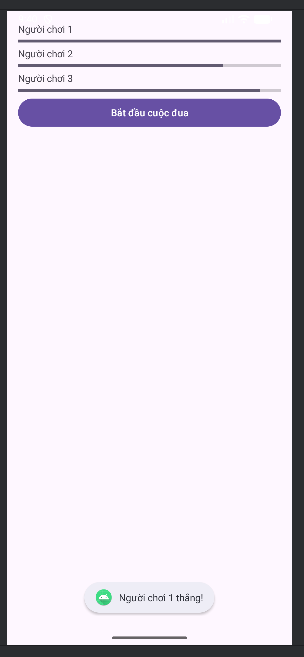 Người chơi 1
Người chơi 2
Người chơi 3
Bắt đầu cuộc đua
Người chơi 1 thắng!